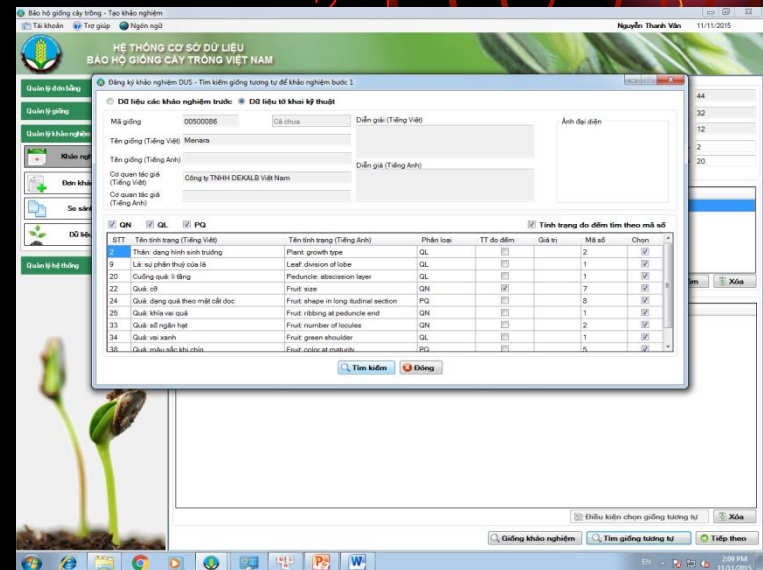 Bảo hộ giống cây trồng - Tạo khảo nghiệm
Tài khoản Trợ giúp Ngôn ngữ
Nguyễn Thanh Vân 11/11/2015
HỆ THỐNG CƠ SỞ DỮ LIỆU
BẢO HỘ GIỐNG CÂY TRỒNG VIỆT NAM
Quản lý đơn bằng
Quản lý giống
Quản lý khảo nghiệm
Khảo ngh
Đơn khả
So sán
Dữ liệ
Quản lý hệ thống
44
32
12
2
20
Đăng ký khảo nghiệm DUS - Tìm kiếm giống tương tự để khảo nghiệm bước 1
Dữ liệu các khảo nghiệm trước Dữ liệu tờ khai kỹ thuật
Mã giống 00500086 Cà chua Diễn giải (Tiếng Việt) Ảnh đại diện
Tên giống (Tiếng Việt) Menara
Tên giống (Tiếng Anh)
Diễn giả (Tiếng Anh)
Cơ quan tác giả (Tiếng Việt) Công ty TNHH DEKALB Việt Nam
Cơ quan tác giả (Tiếng Anh)
QN QL PQ Tính trạng đo đếm tìm theo mã số
STT Tên tính trạng (Tiếng Việt) Tên tính trạng (Tiếng Anh) Phân loại TT đo đếm Giá trị Mã số Chọn
2 Thân: dạng hình sinh trưởng Plant: growth type QL 2
9 Lá: sự phân thuỳ của lá Leaf: division of lobe QL 1
20 Cuống quả: li tầng Peduncle: abscission layer QL 1
22 Quả: cỡ Fruit: size QN 7
24 Quả: dạng quả theo mặt cắt dọc Fruit: shape in long itudinal section PQ 8
25 Quả: khía vai quả Fruit: ribbing at peduncle end QN 1
33 Quả: số ngăn hạt Fruit: number of locules QN 2
34 Quả: vai xanh Fruit: green shoulder QL 1
38 Quả: màu sắc khi chín Fruit: color at maturity PQ 5
Tìm kiếm Đóng
Xóa
Điều kiện chọn giống tương tự Xóa
Giống khảo nghiệm Tìm giống tương tự Tiếp theo
EN 2:09 PM
11/11/2015